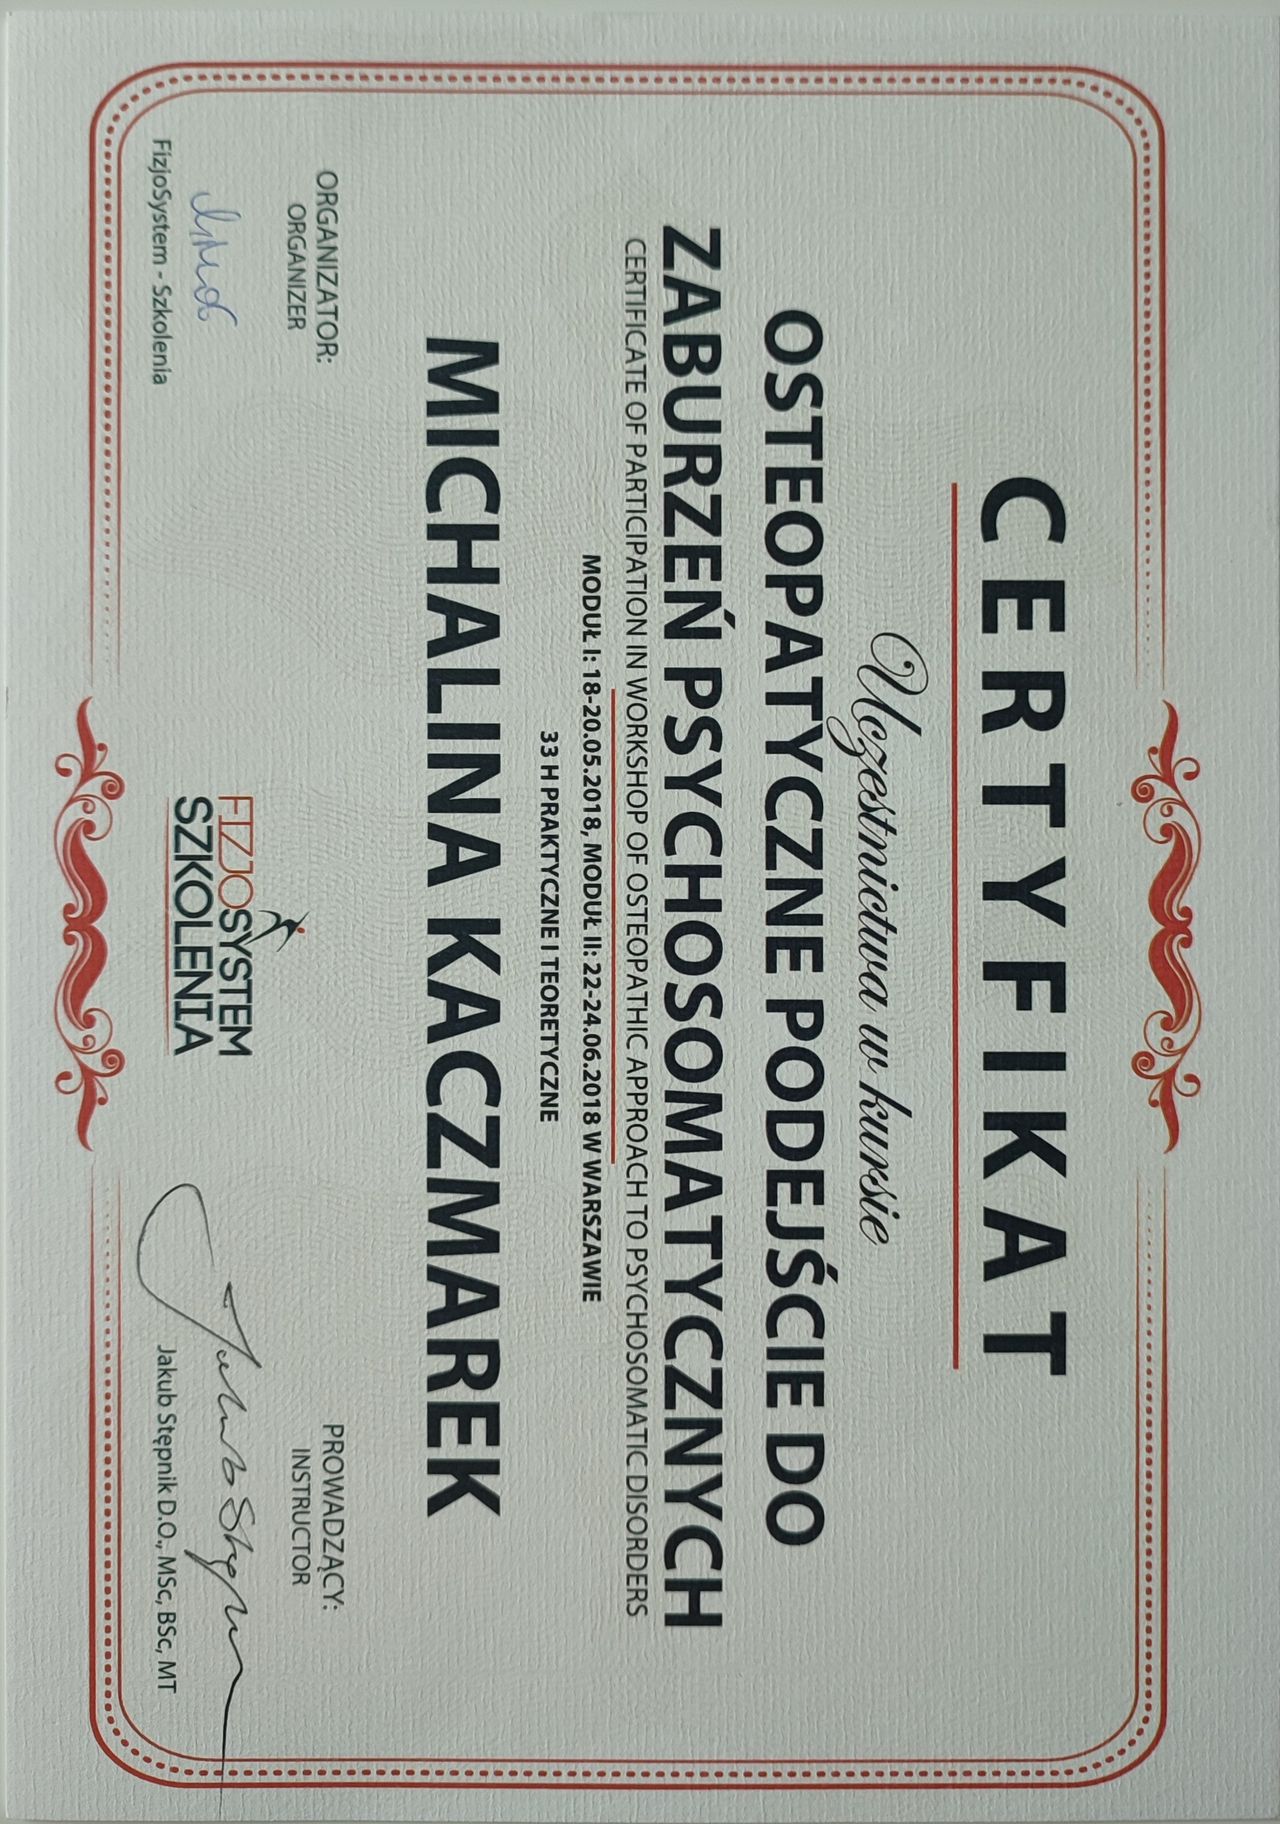 CERTYFIKAT
Uczestnictwa w kursie
OSTEOPATYCZNE PODEJŚCIE DO
ZABURZEŃ PSYCHOSOMATYCZNYCH
CERTIFICATE OF PARTICIPATION IN WORKSHOP OF OSTEOPATHIC APPROACH TO PSYCHOSOMATIC DISORDERS
MODUŁ I: 18-20.05.2018, MODUŁ II: 22-24.06.2018 W WARSZAWIE
33 H PRAKTYCZNE I TEORETYCZNE
MICHALINA KACZMAREK
ORGANIZATOR:
ORGANIZER
FizjoSystem - Szkolenia
FIZJOSYSTEM
SZKOLENIA
PROWADZĄCY:
INSTRUCTOR
Jakub Stępnik D.O., MSc, BSc, MT